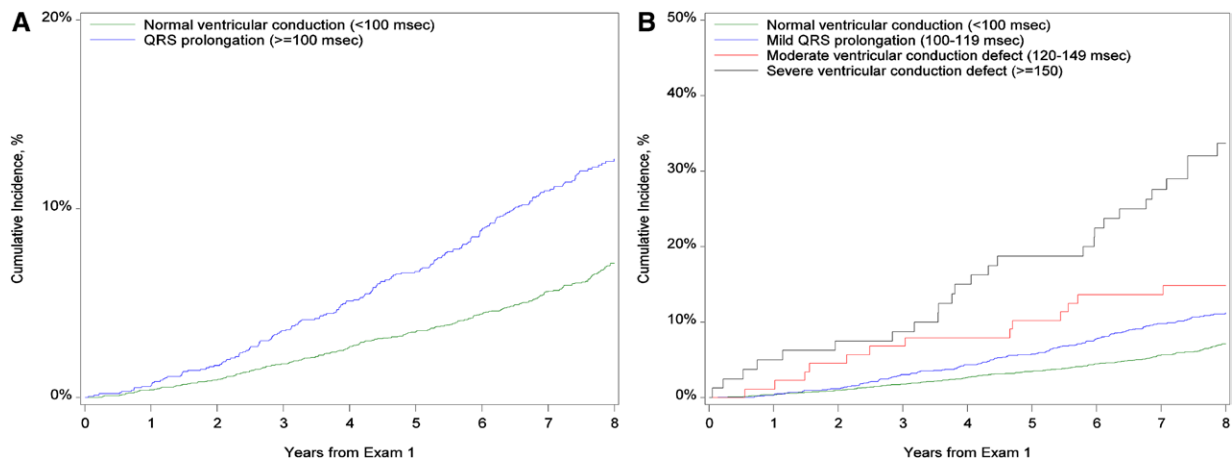 A
Normal ventricular conduction (<100 msec)
QRS prolongation (>=100 msec)
20%
10%
0%
Cumulative Incidence, %
0 1 2 3 4 5 6 7 8
Years from Exam 1
B
Normal ventricular conduction (<100 msec)
Mild QRS prolongation (100-119 msec)
Moderate ventricular conduction defect (120-149 msec)
Severe ventricular conduction defect (>=150)
50%
40%
30%
20%
10%
0%
Cumulative Incidence, %
0 1 2 3 4 5 6 7 8
Years from Exam 1